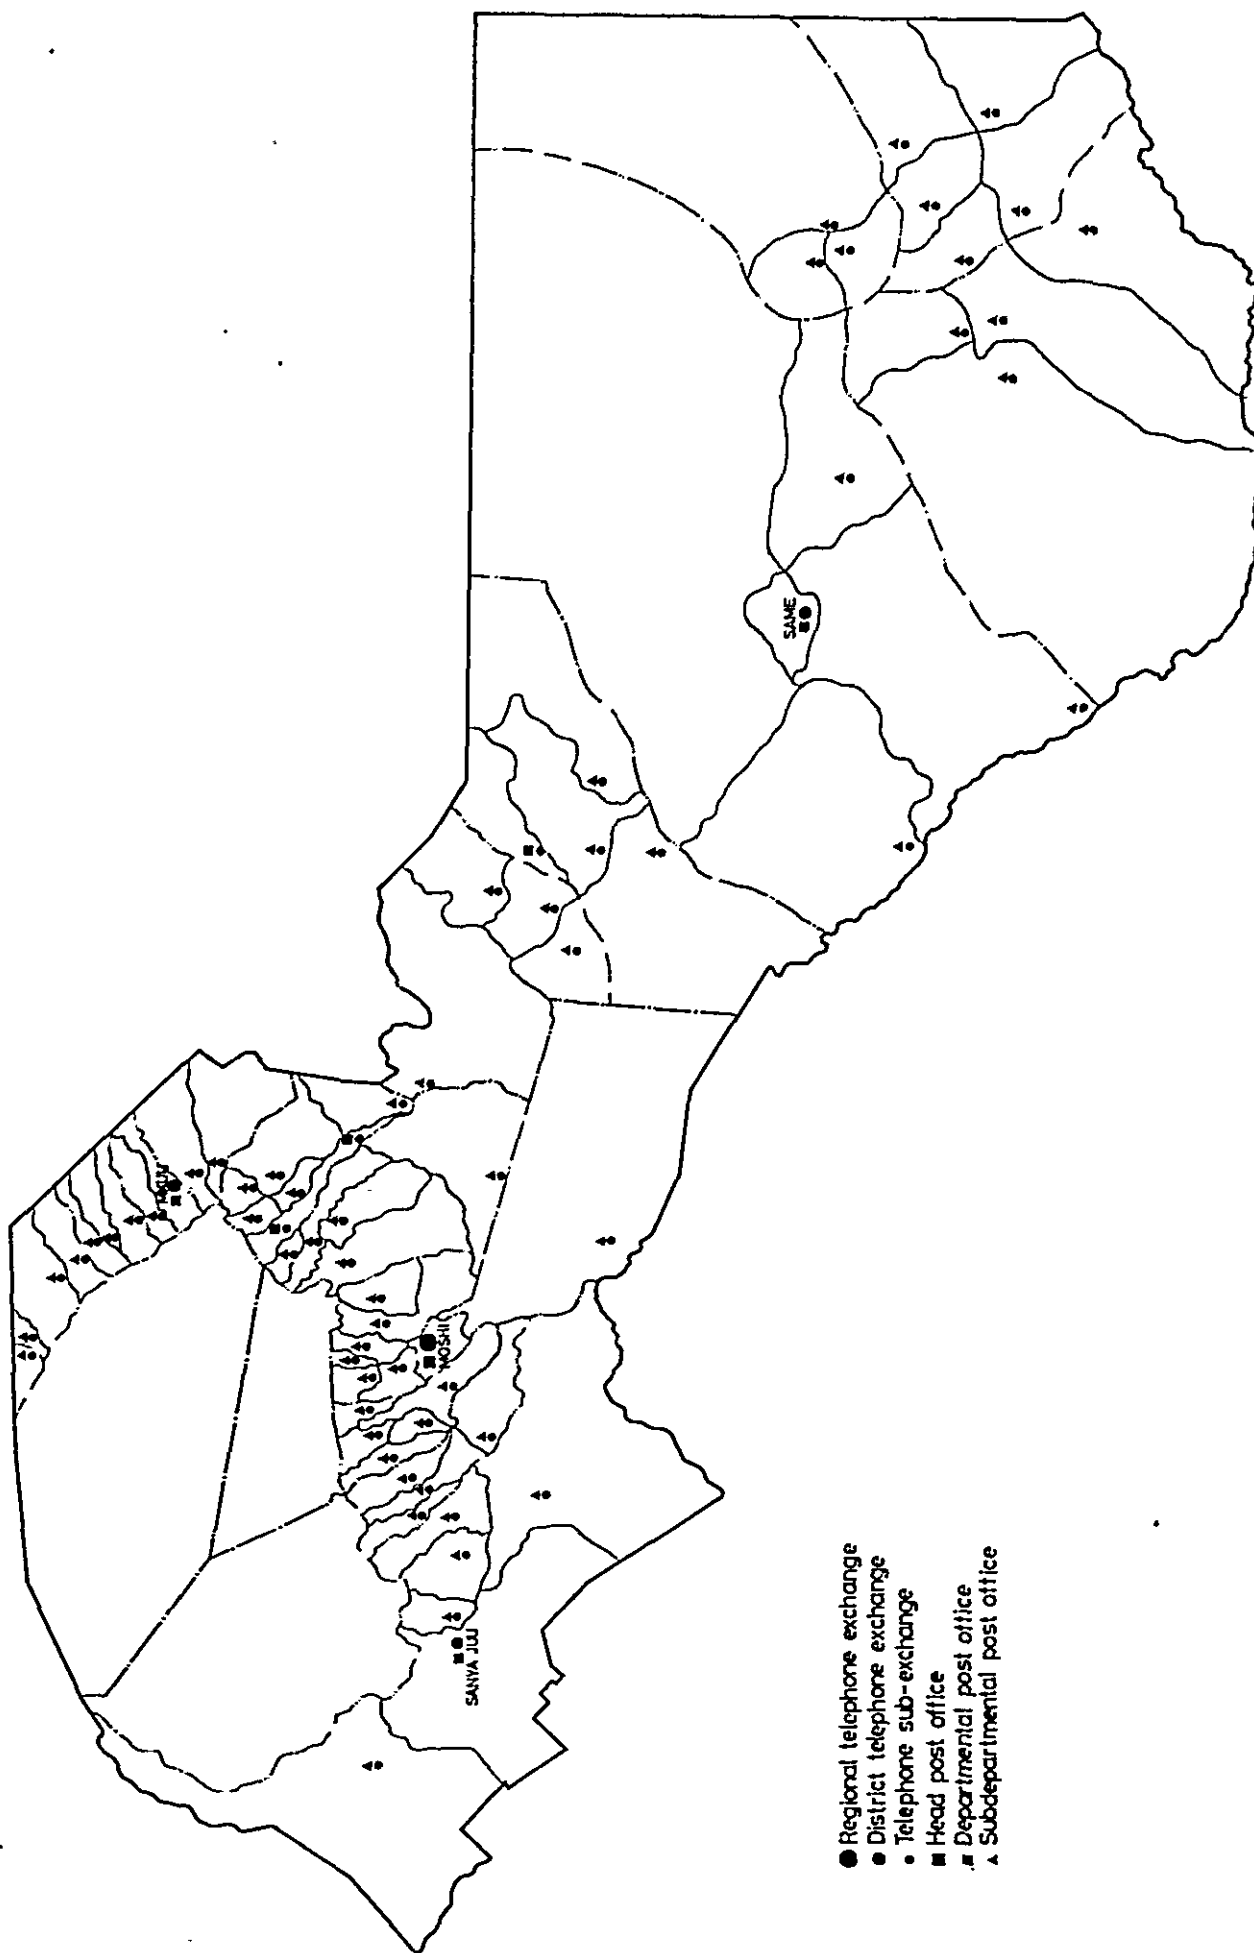 MKUU
MOSHI
SANYA JUU
SAME
Regional telephone exchange
District telephone exchange
Telephone sub-exchange
Head post office
Departmental post office
Subdepartmental post office